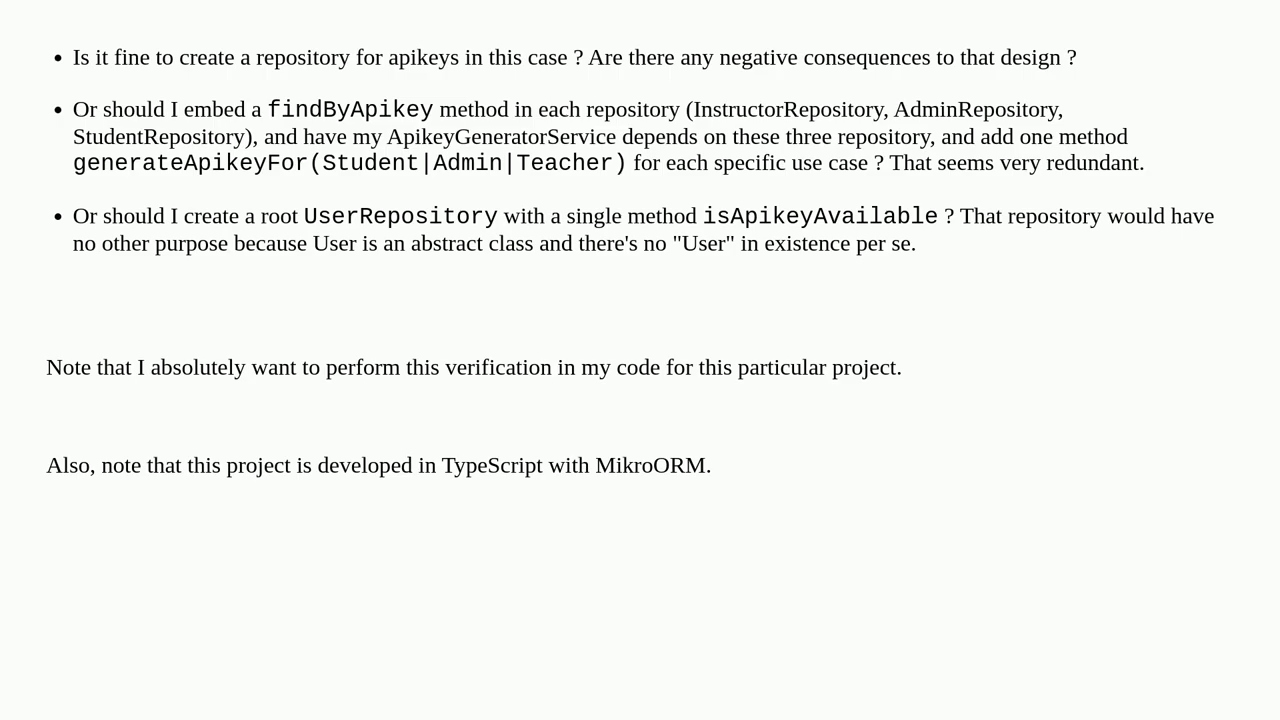 Is it fine to create a repository for apikeys in this case ? Are there any negative consequences to that design ?
Or should I embed a findByApikey method in each repository (InstructorRepository, AdminRepository,
StudentRepository), and have my ApikeyGeneratorService depends on these three repository, and add one method
generateApikeyFor(Student|Admin|Teacher) for each specific use case ? That seems very redundant.
Or should I create a root UserRepository with a single method isApikeyAvailable ? That repository would have
no other purpose because User is an abstract class and there's no "User" in existence per se.
Note that I absolutely want to perform this verification in my code for this particular project.
Also, note that this project is developed in TypeScript with MikroORM.